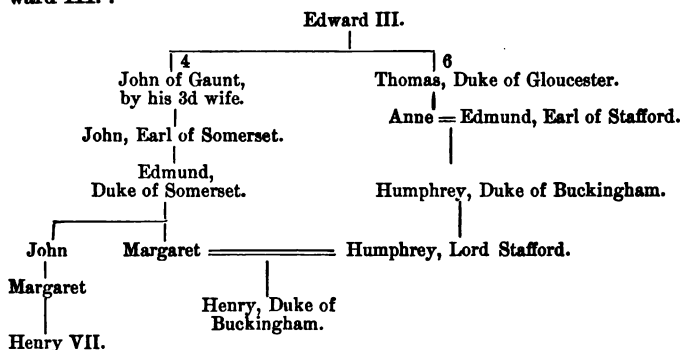 ward III. :
Edward III.
4 6
John of Gaunt, Thomas, Duke of Gloucester.
by his 3d wife.
Anne = Edmund, Earl of Stafford.
John, Earl of Somerset.
Edmund,
Duke of Somerset. Humphrey, Duke of Buckingham.
John Margaret = Humphrey, Lord Stafford.
Margaret
Henry, Duke of
Buckingham.
Henry VII.